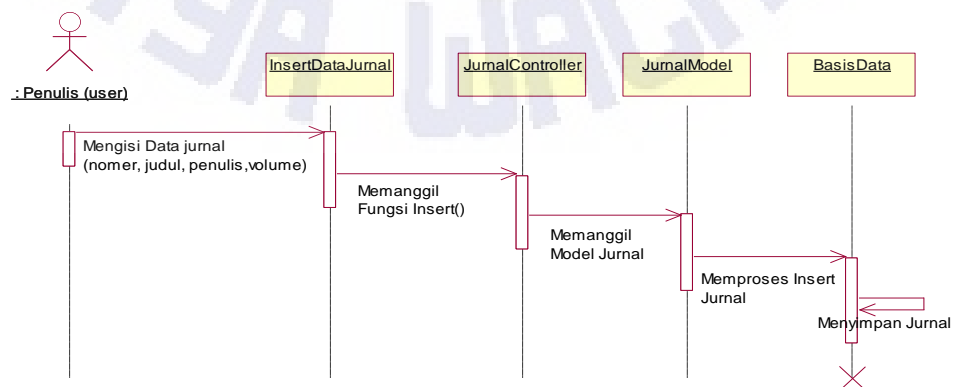 InsertDataJurnal
JurnalController
JurnalModel
BasisData
: Penulis (user)
Mengisi Data jurnal
(nomer, judul, penulis,volume)
Memanggil
Fungsi Insert()
Memanggil
Model Jurnal
Memproses Insert
Jurnal
Menyimpan Jurnal